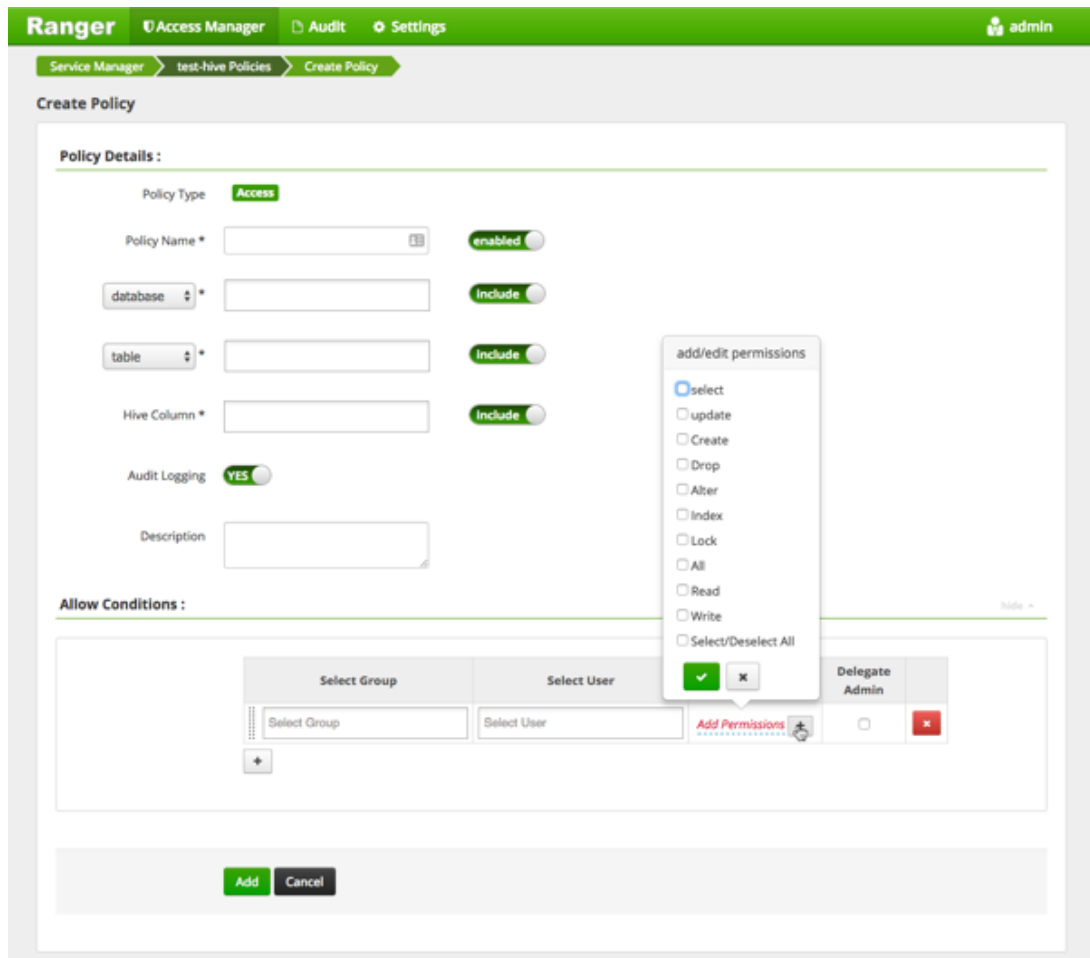 Ranger Access Manager Audit Settings admin
Service Manager test-hive Policies Create Policy
Create Policy
Policy Details :
Policy Type Access
Policy Name * enabled
database * include
table * include
Hive Column * include
Audit Logging YES
Description
add/edit permissions
select
update
Create
Drop
Alter
Index
Lock
All
Read
Write
Select/Deselect All
Allow Conditions : hide
Select Group Select User Delegate
Admin
Select Group Select User Add Permissions
Add Cancel